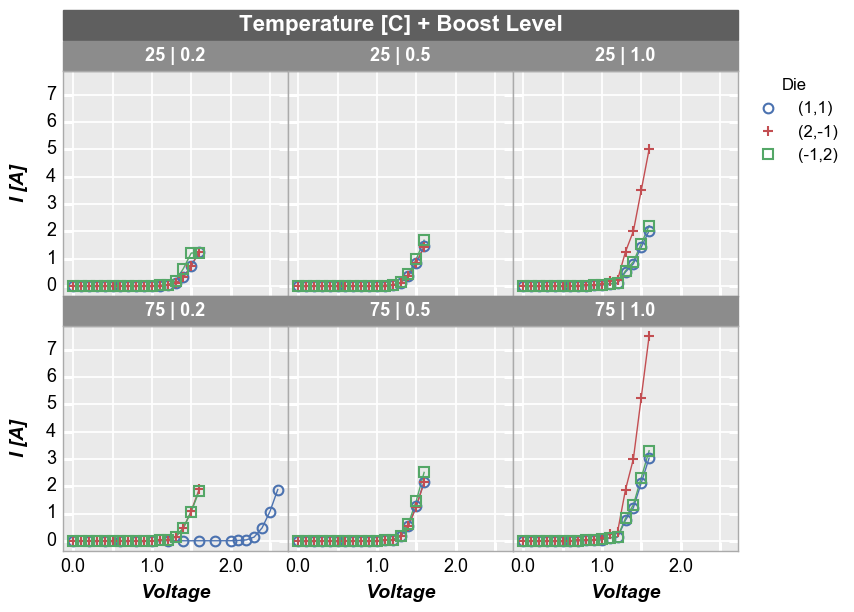 Temperature [C] + Boost Level
25 | 0.2 25 | 0.5 25 | 1.0
Die
(1,1)
(2,-1)
(-1,2)
7
6
5
4
3
2
1
0
I [A]
75 | 0.2 75 | 0.5 75 | 1.0
7
6
5
4
3
2
1
0
I [A]
0.0 1.0 2.0 0.0 1.0 2.0 0.0 1.0 2.0
Voltage Voltage Voltage